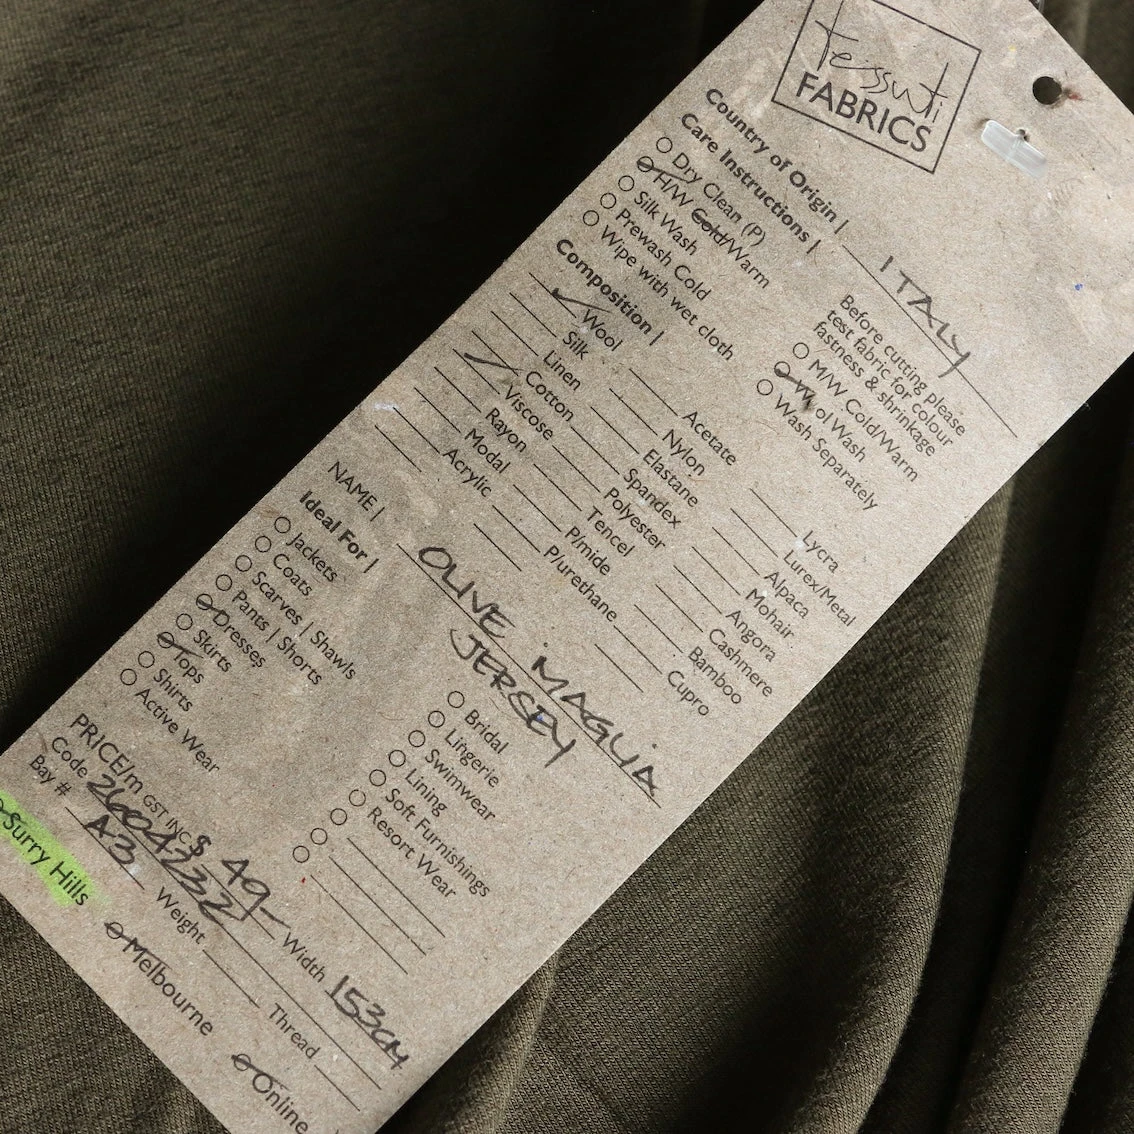 Tessuti
FABRICS
Country of Origin | ITALY
Care Instructions |
Dry Clean (P)
H/W Cold/Warm
Silk Wash
Prewash Cold
Wipe with wet cloth
Before cutting please
test fabric for colour
fastness & shrinkage
M/W Cold/Warm
ol Wash
Wash Separately
Composition |
Wool
Silk
Linen
Cotton
Viscose
Rayon
Modal
Acrylic
Acetate
Nylon
Elastane
Spandex
Polyester
Tencel
P/mide
P/urethane
Lycra
Lurex/Metal
Alpaca
Mohair
Angora
Cashmere
Bamboo
Cupro
NAME | OLIVE MAGLIA
JERSEY
Ideal For |
Jackets
Coats
Scarves | Shawls
Pants | Shorts
Dresses
Skirts
Tops
Shirts
Active Wear
Bridal
Lingerie
Swimwear
Lining
Soft Furnishings
Resort Wear
PRICE/m GST INC $ 49-
Code
Width 153cm
Bay # A3
Weight
Thread
Surry Hills
Melbourne
Online